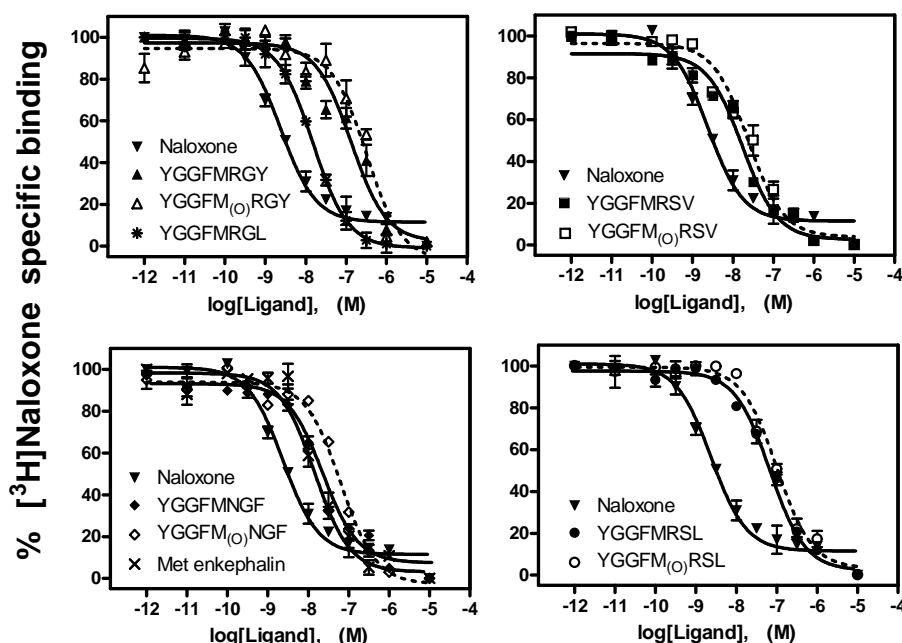 % [³H]Naloxone specific binding
100
80
60
40
20
0
Naloxone
YGGFMRGY
YGGFM(O)RGY
YGGFMRGL
-12 -11 -10 -9 -8 -7 -6 -5 -4
log[Ligand], (M)
100
80
60
40
20
0
Naloxone
YGGFMRSV
YGGFM(O)RSV
-12 -11 -10 -9 -8 -7 -6 -5 -4
log[Ligand], (M)
100
80
60
40
20
0
Naloxone
YGGFMNGF
YGGFM(O)NGF
Met enkephalin
-12 -11 -10 -9 -8 -7 -6 -5 -4
log[Ligand], (M)
100
80
60
40
20
0
Naloxone
YGGFMRSL
YGGFM(O)RSL
-12 -11 -10 -9 -8 -7 -6 -5 -4
log[Ligand], (M)